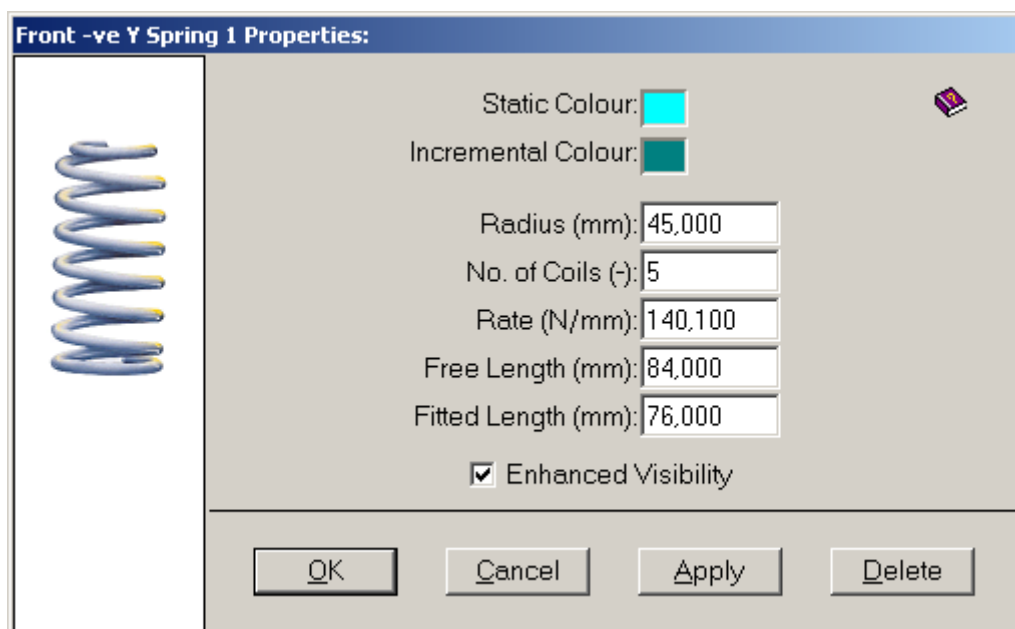 Front -ve Y Spring 1 Properties:
Static Colour:
?
Incremental Colour:
Radius (mm): 45,000
No. of Coils (-): 5
Rate (N/mm): 140,100
Free Length (mm): 84,000
Fitted Length (mm): 76,000
Enhanced Visibility
OK Cancel Apply Delete